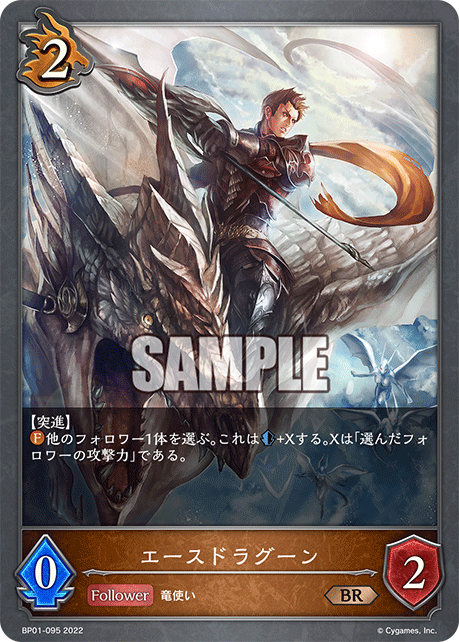 2
SAMPLE
【突進】
F 他のフォロワー1体を選ぶ。これは+Xする。Xは「選んだフォ
ロワーの攻撃力」である。
エースドラグーン
0
Follower 竜使い
BR
2
BP01-095 2022
© Cygames, Inc.